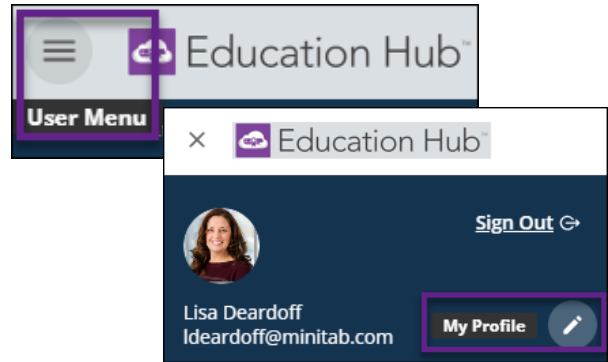 Education Hub™
User Menu
Education Hub™
Sign Out
Lisa Deardoff
ldeardoff@minitab.com
My Profile